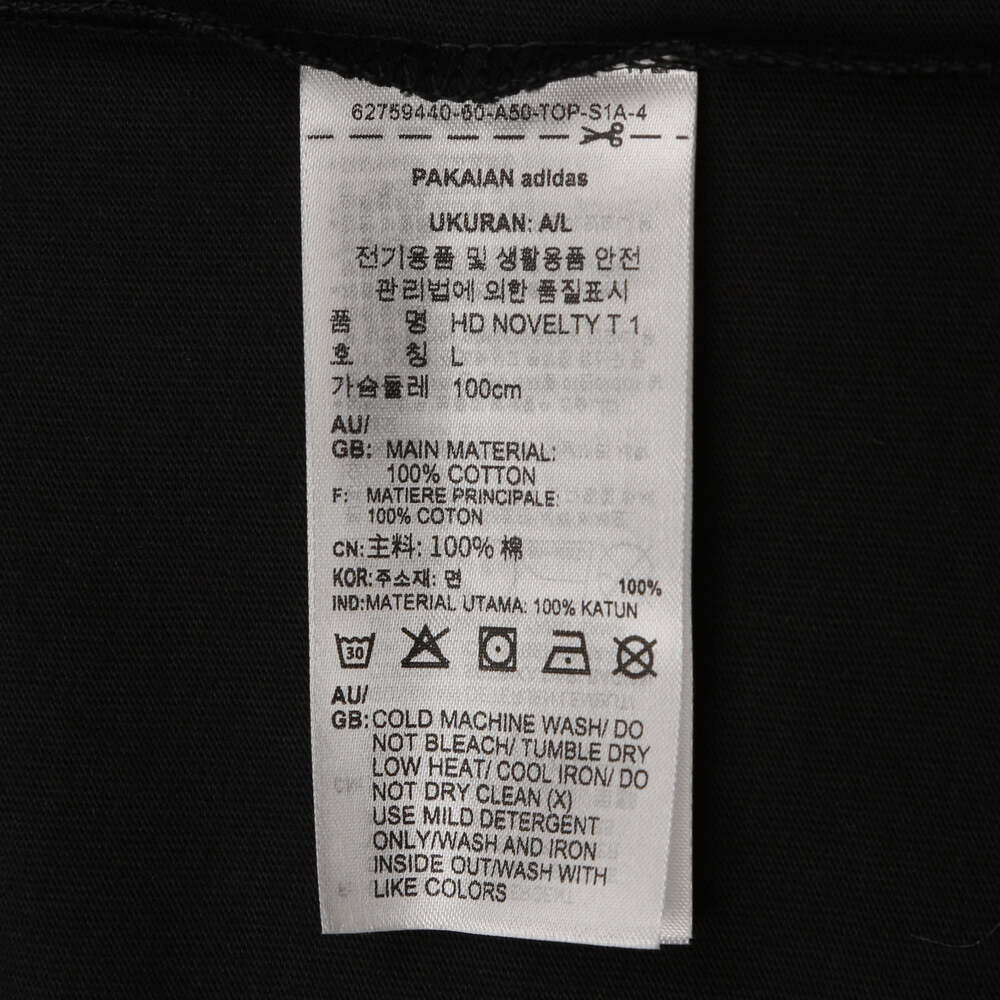 62759440-60-A50-TOP-S1A-4
PAKAIAN adidas
UKURAN: A/L
전기용품 및 생활용품 안전
관리법에 의한 품질표시
품 명 HD NOVELTY T 1
호 칭 L
가슴둘레 100cm
AU/
GB: MAIN MATERIAL:
100% COTTON
F: MATIERE PRINCIPALE:
100% COTON
CN:主料: 100% 棉
KOR:주소재: 면 100%
IND:MATERIAL UTAMA: 100% KATUN
30
AU/
GB:COLD MACHINE WASH/ DO
NOT BLEACH/ TUMBLE DRY
LOW HEAT/ COOL IRON/ DO
NOT DRY CLEAN (X)
USE MILD DETERGENT
ONLY/WASH AND IRON
INSIDE OUT/WASH WITH
LIKE COLORS